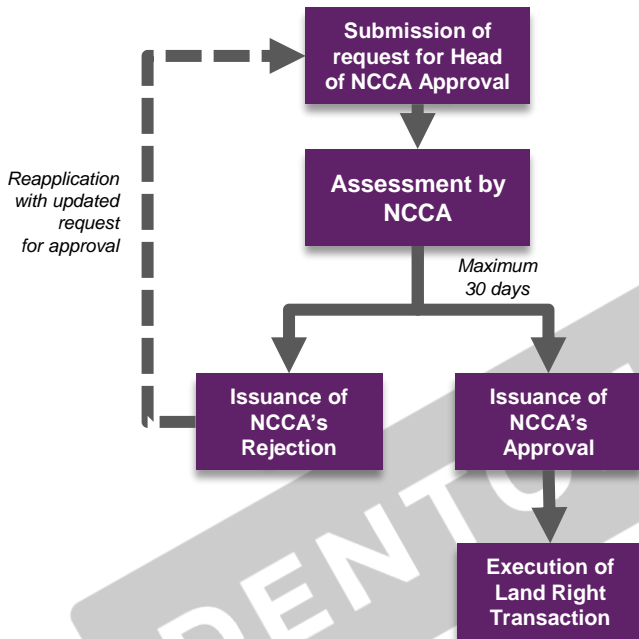 Submission of
request for Head
of NCCA Approval
Reapplication
with updated
request
for approval
Assessment by
NCCA
Maximum
30 days
Issuance of
NCCA's
Rejection
Issuance of
NCCA's
Approval
Execution of
Land Right
Transaction
DENTO